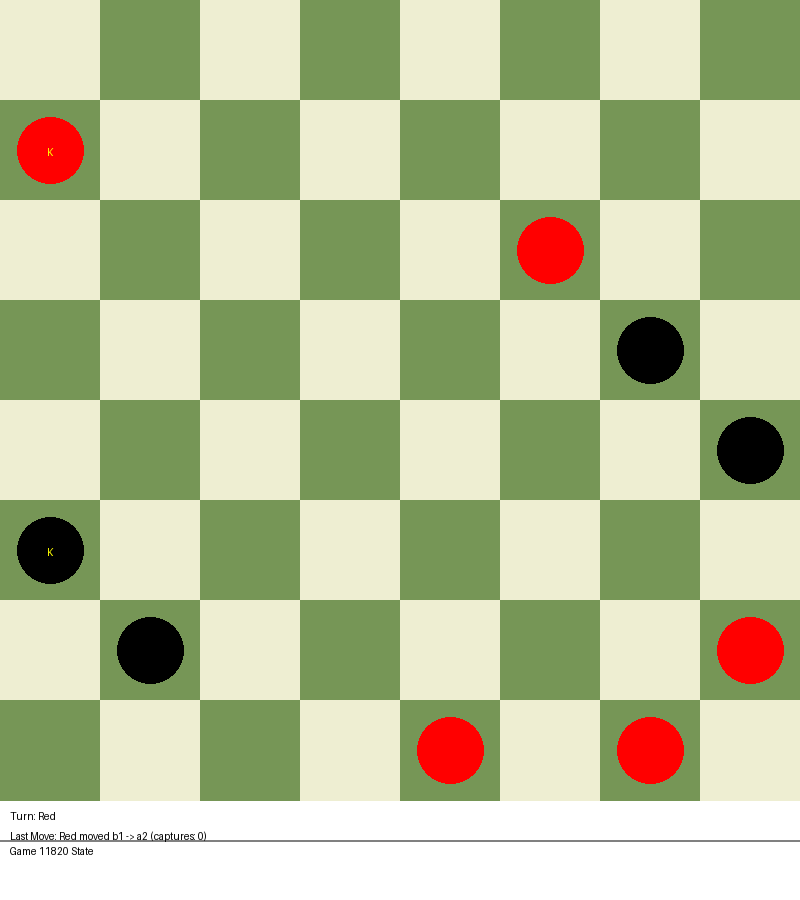 K
K
Turn: Red
Last Move: Red moved b1 -> a2 (captures: 0)
Game 11820 State